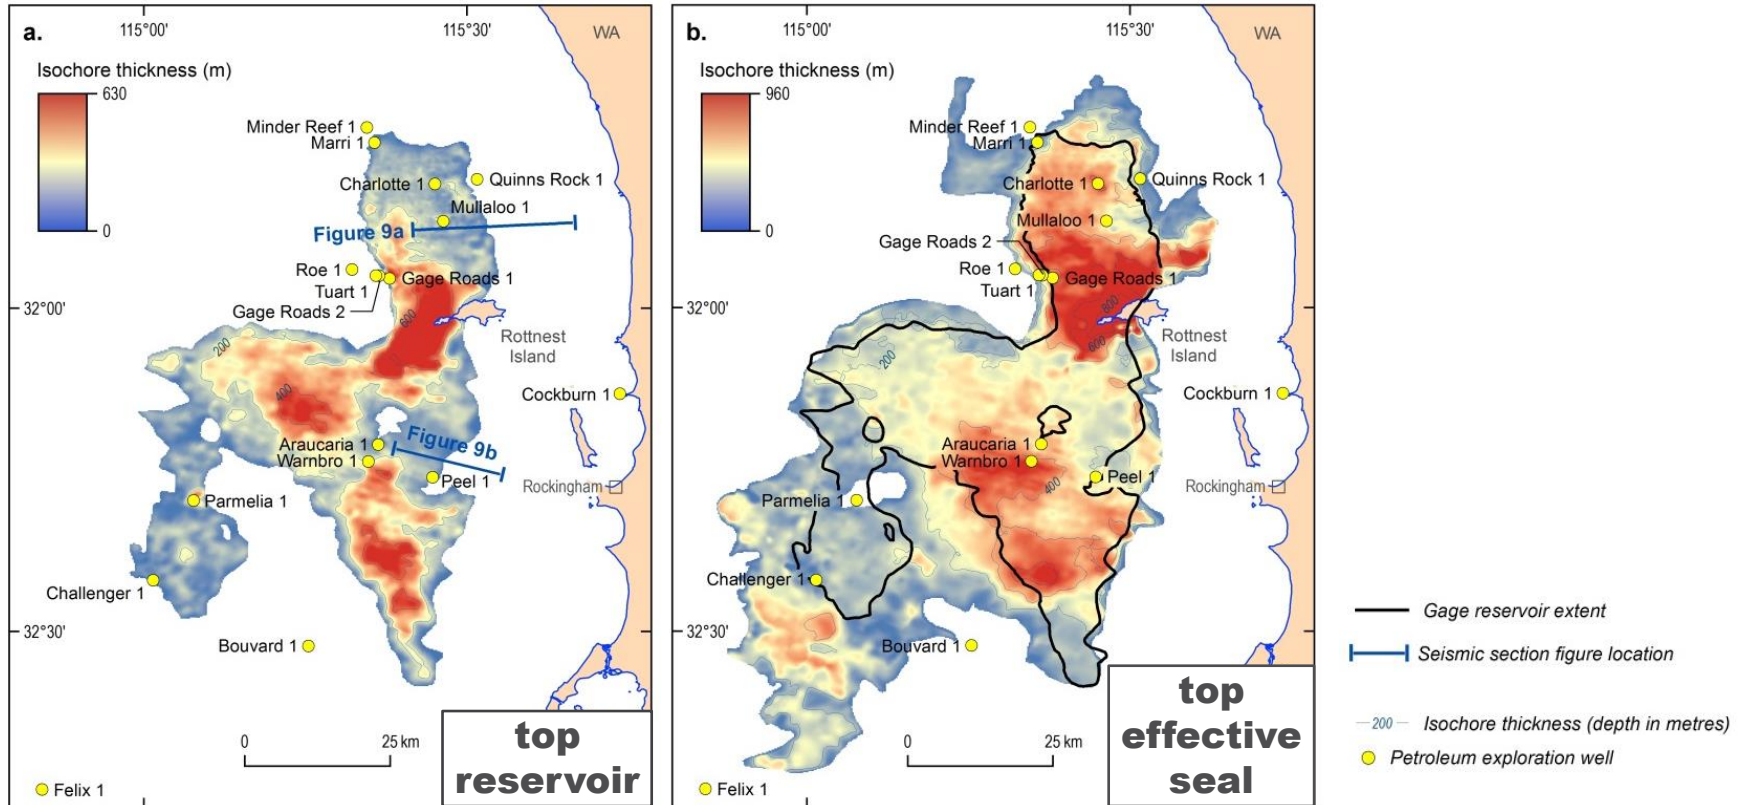 a.
115°00'
115°30'
WA
Isochore thickness (m)
630
0
Minder Reef 1
Marri 1
Charlotte 1
Quinns Rock 1
Mullaloo 1
Figure 9a
Roe 1
Gage Roads 1
Tuart 1
Gage Roads 2
32°00'
600
Rottnest
Island
200
400
Cockburn 1
Araucaria 1
Figure 9b
Warnbro 1
Peel 1
Rockingham
Parmelia 1
Challenger 1
32°30'
Bouvard 1
0
25 km
Felix 1
top
reservoir
b.
115°00'
115°30'
WA
Isochore thickness (m)
960
0
Minder Reef 1
Marri 1
Charlotte 1
Quinns Rock 1
Mullaloo 1
Gage Roads 2
Roe 1
Gage Roads 1
Tuart 1
32°00'
800
600
Rottnest
Island
200
Cockburn 1
Araucaria 1
Warnbro 1
400
Peel 1
Rockingham
Parmelia 1
Challenger 1
32°30'
Bouvard 1
0
25 km
Felix 1
top
effective
seal
Gage reservoir extent
Seismic section figure location
200
Isochore thickness (depth in metres)
Petroleum exploration well